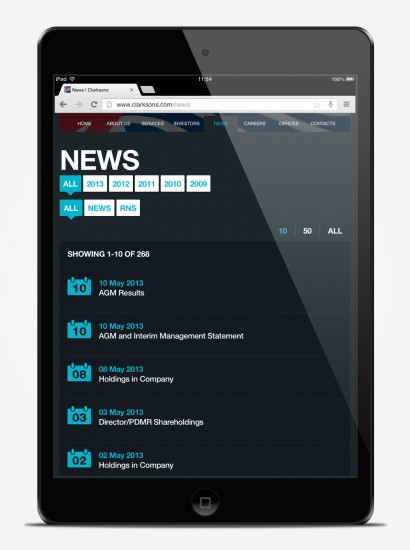 iPad 11:54 100%
News | Clarksons ×
www.clarksons.com/news/
HOME ABOUT US SERVICES INVESTORS NEWS CAREERS OFFICES CONTACTS
NEWS
ALL 2013 2012 2011 2010 2009
ALL NEWS RNS
10 50 ALL
SHOWING 1-10 OF 268
10 10 May 2013
AGM Results
10 10 May 2013
AGM and Interim Management Statement
08 08 May 2013
Holdings in Company
03 03 May 2013
Director/PDMR Shareholdings
02 02 May 2013
Holdings in Company